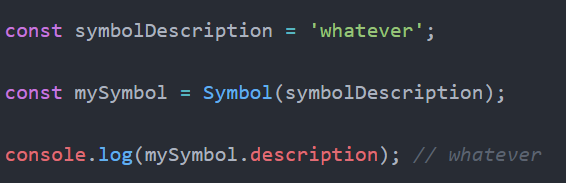 const symbolDescription = 'whatever';
const mySymbol = Symbol(symbolDescription);
console.log(mySymbol.description); // whatever